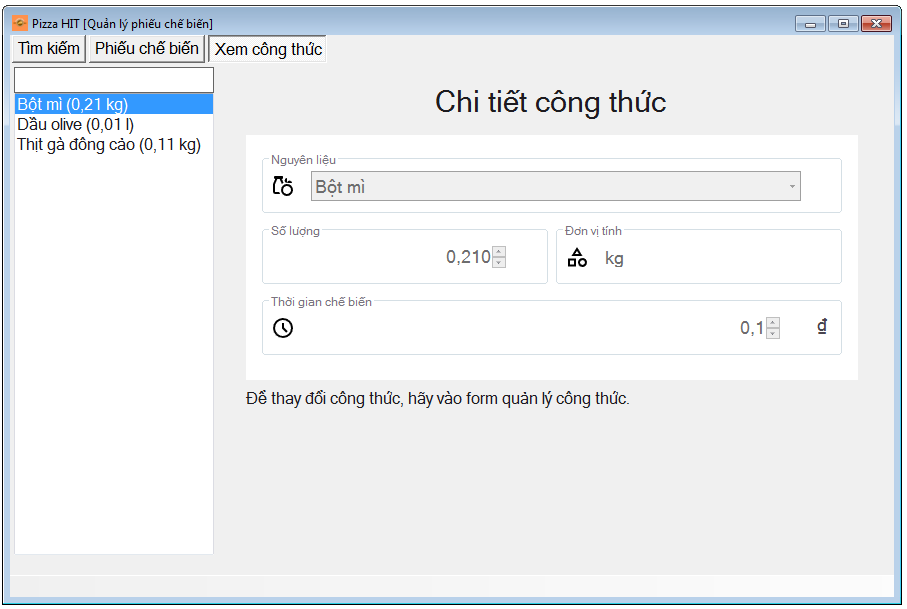 Pizza HIT [Quản lý phiếu chế biến]
Tìm kiếm Phiếu chế biến Xem công thức
Bột mì (0,21 kg)
Dầu olive (0,01 l)
Thịt gà đông cảo (0,11 kg)
Chi tiết công thức
Nguyên liệu
Bột mì
Số lượng
0,210
Đơn vị tính
kg
Thời gian chế biến
0,1 ₫
Để thay đổi công thức, hãy vào form quản lý công thức.